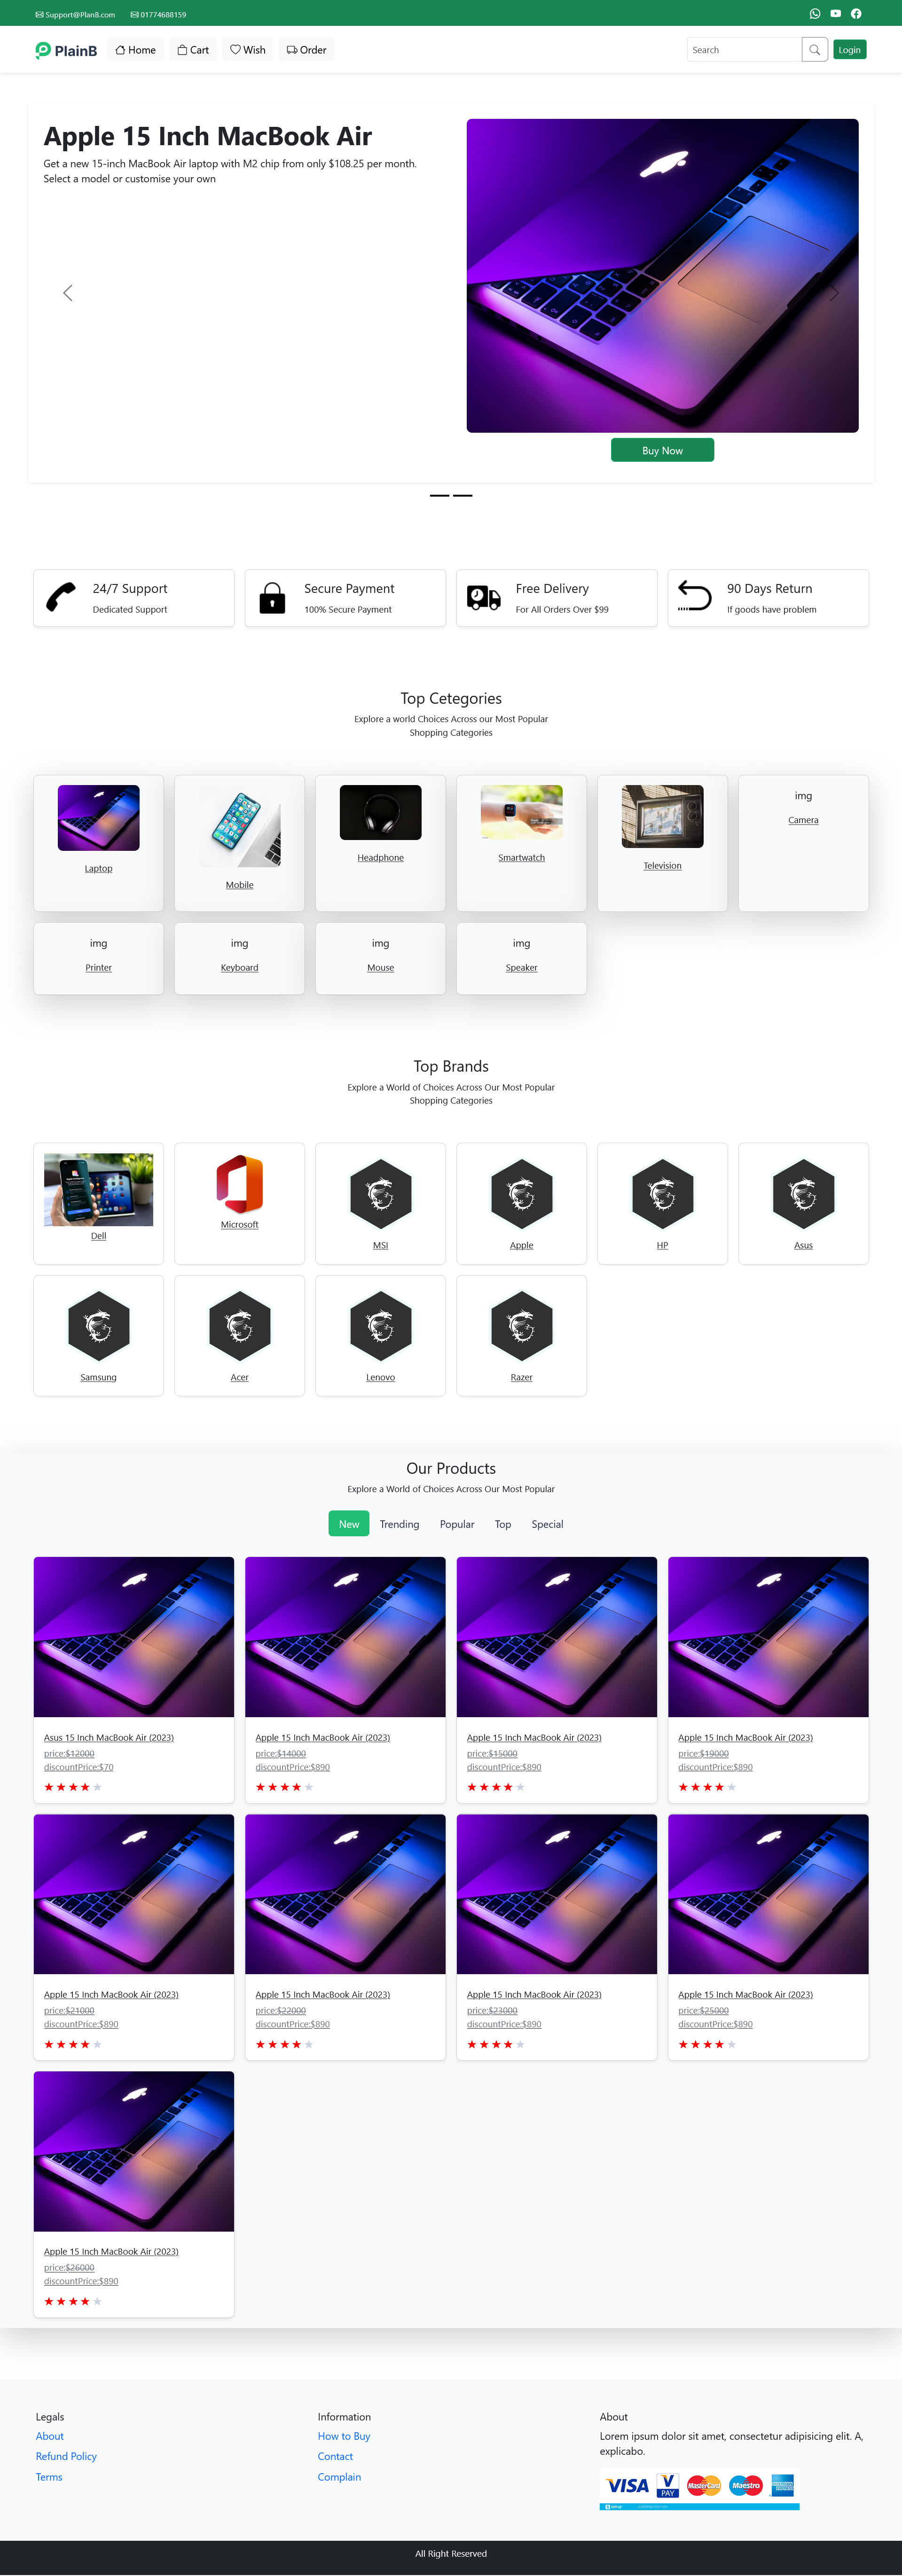 Support@PlanB.com 01774688159
PlainB Home Cart Wish Order Search Login
Apple 15 Inch MacBook Air
Get a new 15-inch MacBook Air laptop with M2 chip from only $108.25 per month.
Select a model or customise your own
Buy Now
24/7 Support
Dedicated Support
Secure Payment
100% Secure Payment
Free Delivery
For All Orders Over $99
90 Days Return
If goods have problem
Top Cetegories
Explore a world Choices Across our Most Popular
Shopping Categories
Laptop
Mobile
Headphone
Smartwatch
Television
img
Camera
img
Printer
img
Keyboard
img
Mouse
img
Speaker
Top Brands
Explore a World of Choices Across Our Most Popular
Shopping Categories
Dell
Microsoft
MSI
Apple
HP
Asus
Samsung
Acer
Lenovo
Razer
Our Products
Explore a World of Choices Across Our Most Popular
New Trending Popular Top Special
Asus 15 Inch MacBook Air (2023)
price:$12000
discountPrice:$70
Apple 15 Inch MacBook Air (2023)
price:$14000
discountPrice:$890
Apple 15 Inch MacBook Air (2023)
price:$15000
discountPrice:$890
Apple 15 Inch MacBook Air (2023)
price:$19000
discountPrice:$890
Apple 15 Inch MacBook Air (2023)
price:$21000
discountPrice:$890
Apple 15 Inch MacBook Air (2023)
price:$22000
discountPrice:$890
Apple 15 Inch MacBook Air (2023)
price:$23000
discountPrice:$890
Apple 15 Inch MacBook Air (2023)
price:$25000
discountPrice:$890
Apple 15 Inch MacBook Air (2023)
price:$26000
discountPrice:$890
Legals
About
Refund Policy
Terms
Information
How to Buy
Contact
Complain
About
Lorem ipsum dolor sit amet, consectetur adipisicing elit. A,
explicabo.
VISA V PAY MasterCard Maestro AMERICAN EXPRESS
All Right Reserved